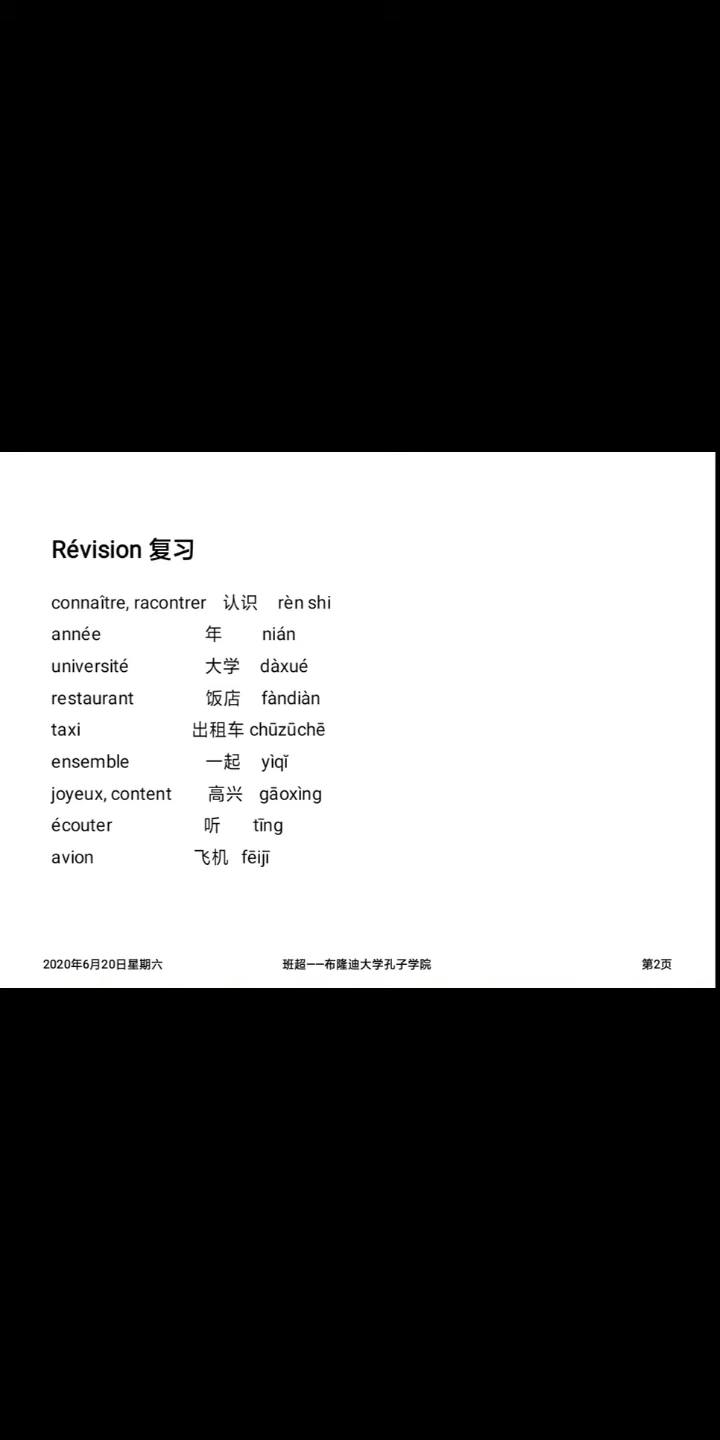 Révision 复习
connaître, racontrer 认识 rèn shi
année 年 nián
université 大学 dàxué
restaurant 饭店 fàndiàn
taxi 出租车 chūzūchē
ensemble 一起 yìqǐ
joyeux, content 高兴 gāoxìng
écouter 听 tīng
avion 飞机 fēijī
2020年6月20日星期六 班超——布隆迪大学孔子学院 第2页